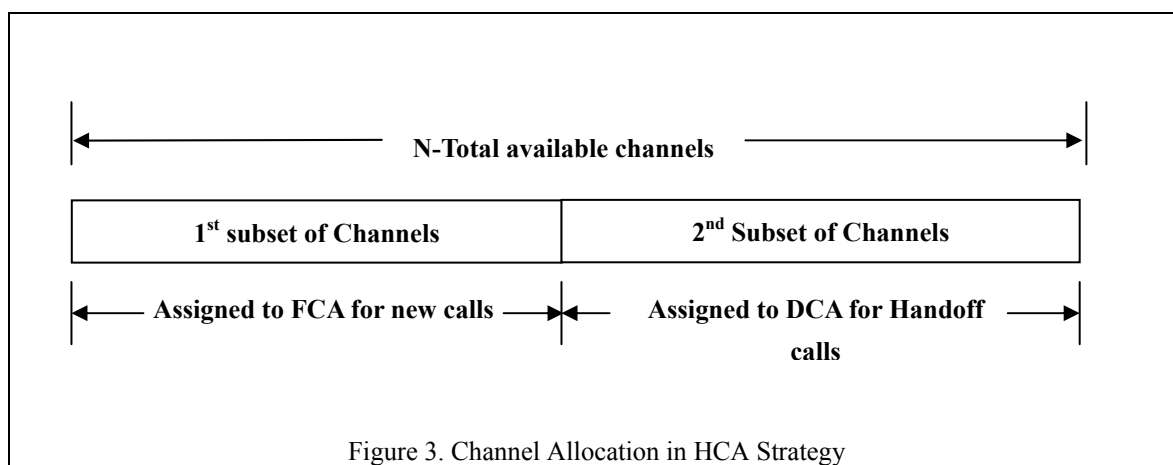 N-Total available channels
1st subset of Channels
2nd Subset of Channels
Assigned to FCA for new calls
Assigned to DCA for Handoff
calls
Figure 3. Channel Allocation in HCA Strategy